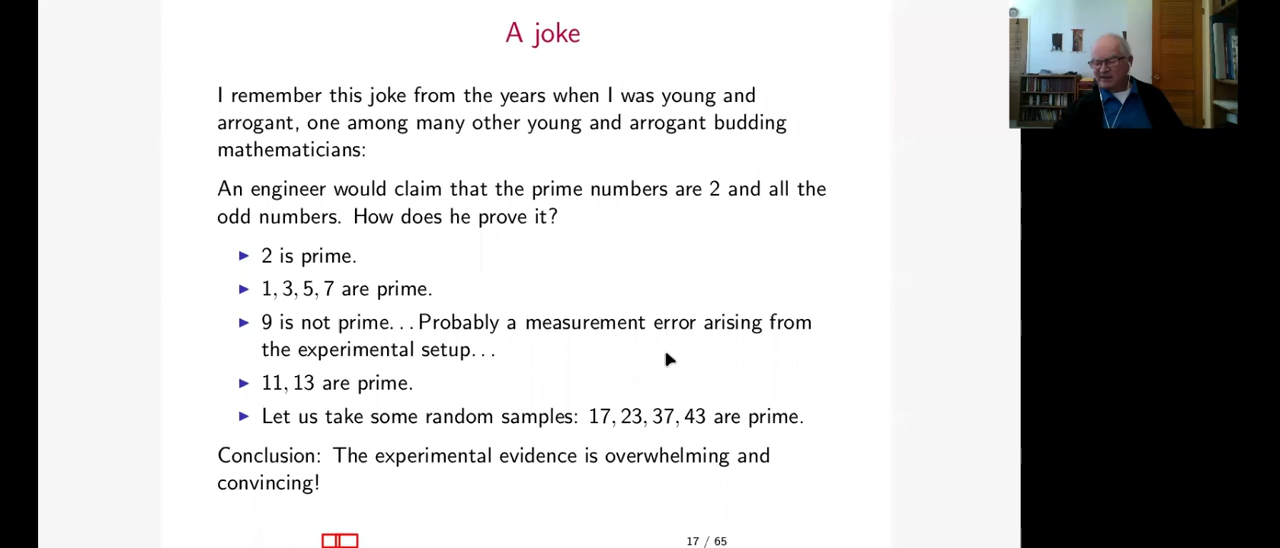 A joke
I remember this joke from the years when I was young and
arrogant, one among many other young and arrogant budding
mathematicians:
An engineer would claim that the prime numbers are 2 and all the
odd numbers. How does he prove it?
▶ 2 is prime.
▶ 1, 3, 5, 7 are prime.
▶ 9 is not prime. . . Probably a measurement error arising from
the experimental setup. . .
▶ 11, 13 are prime.
▶ Let us take some random samples: 17, 23, 37, 43 are prime.
Conclusion: The experimental evidence is overwhelming and
convincing!
17 / 65